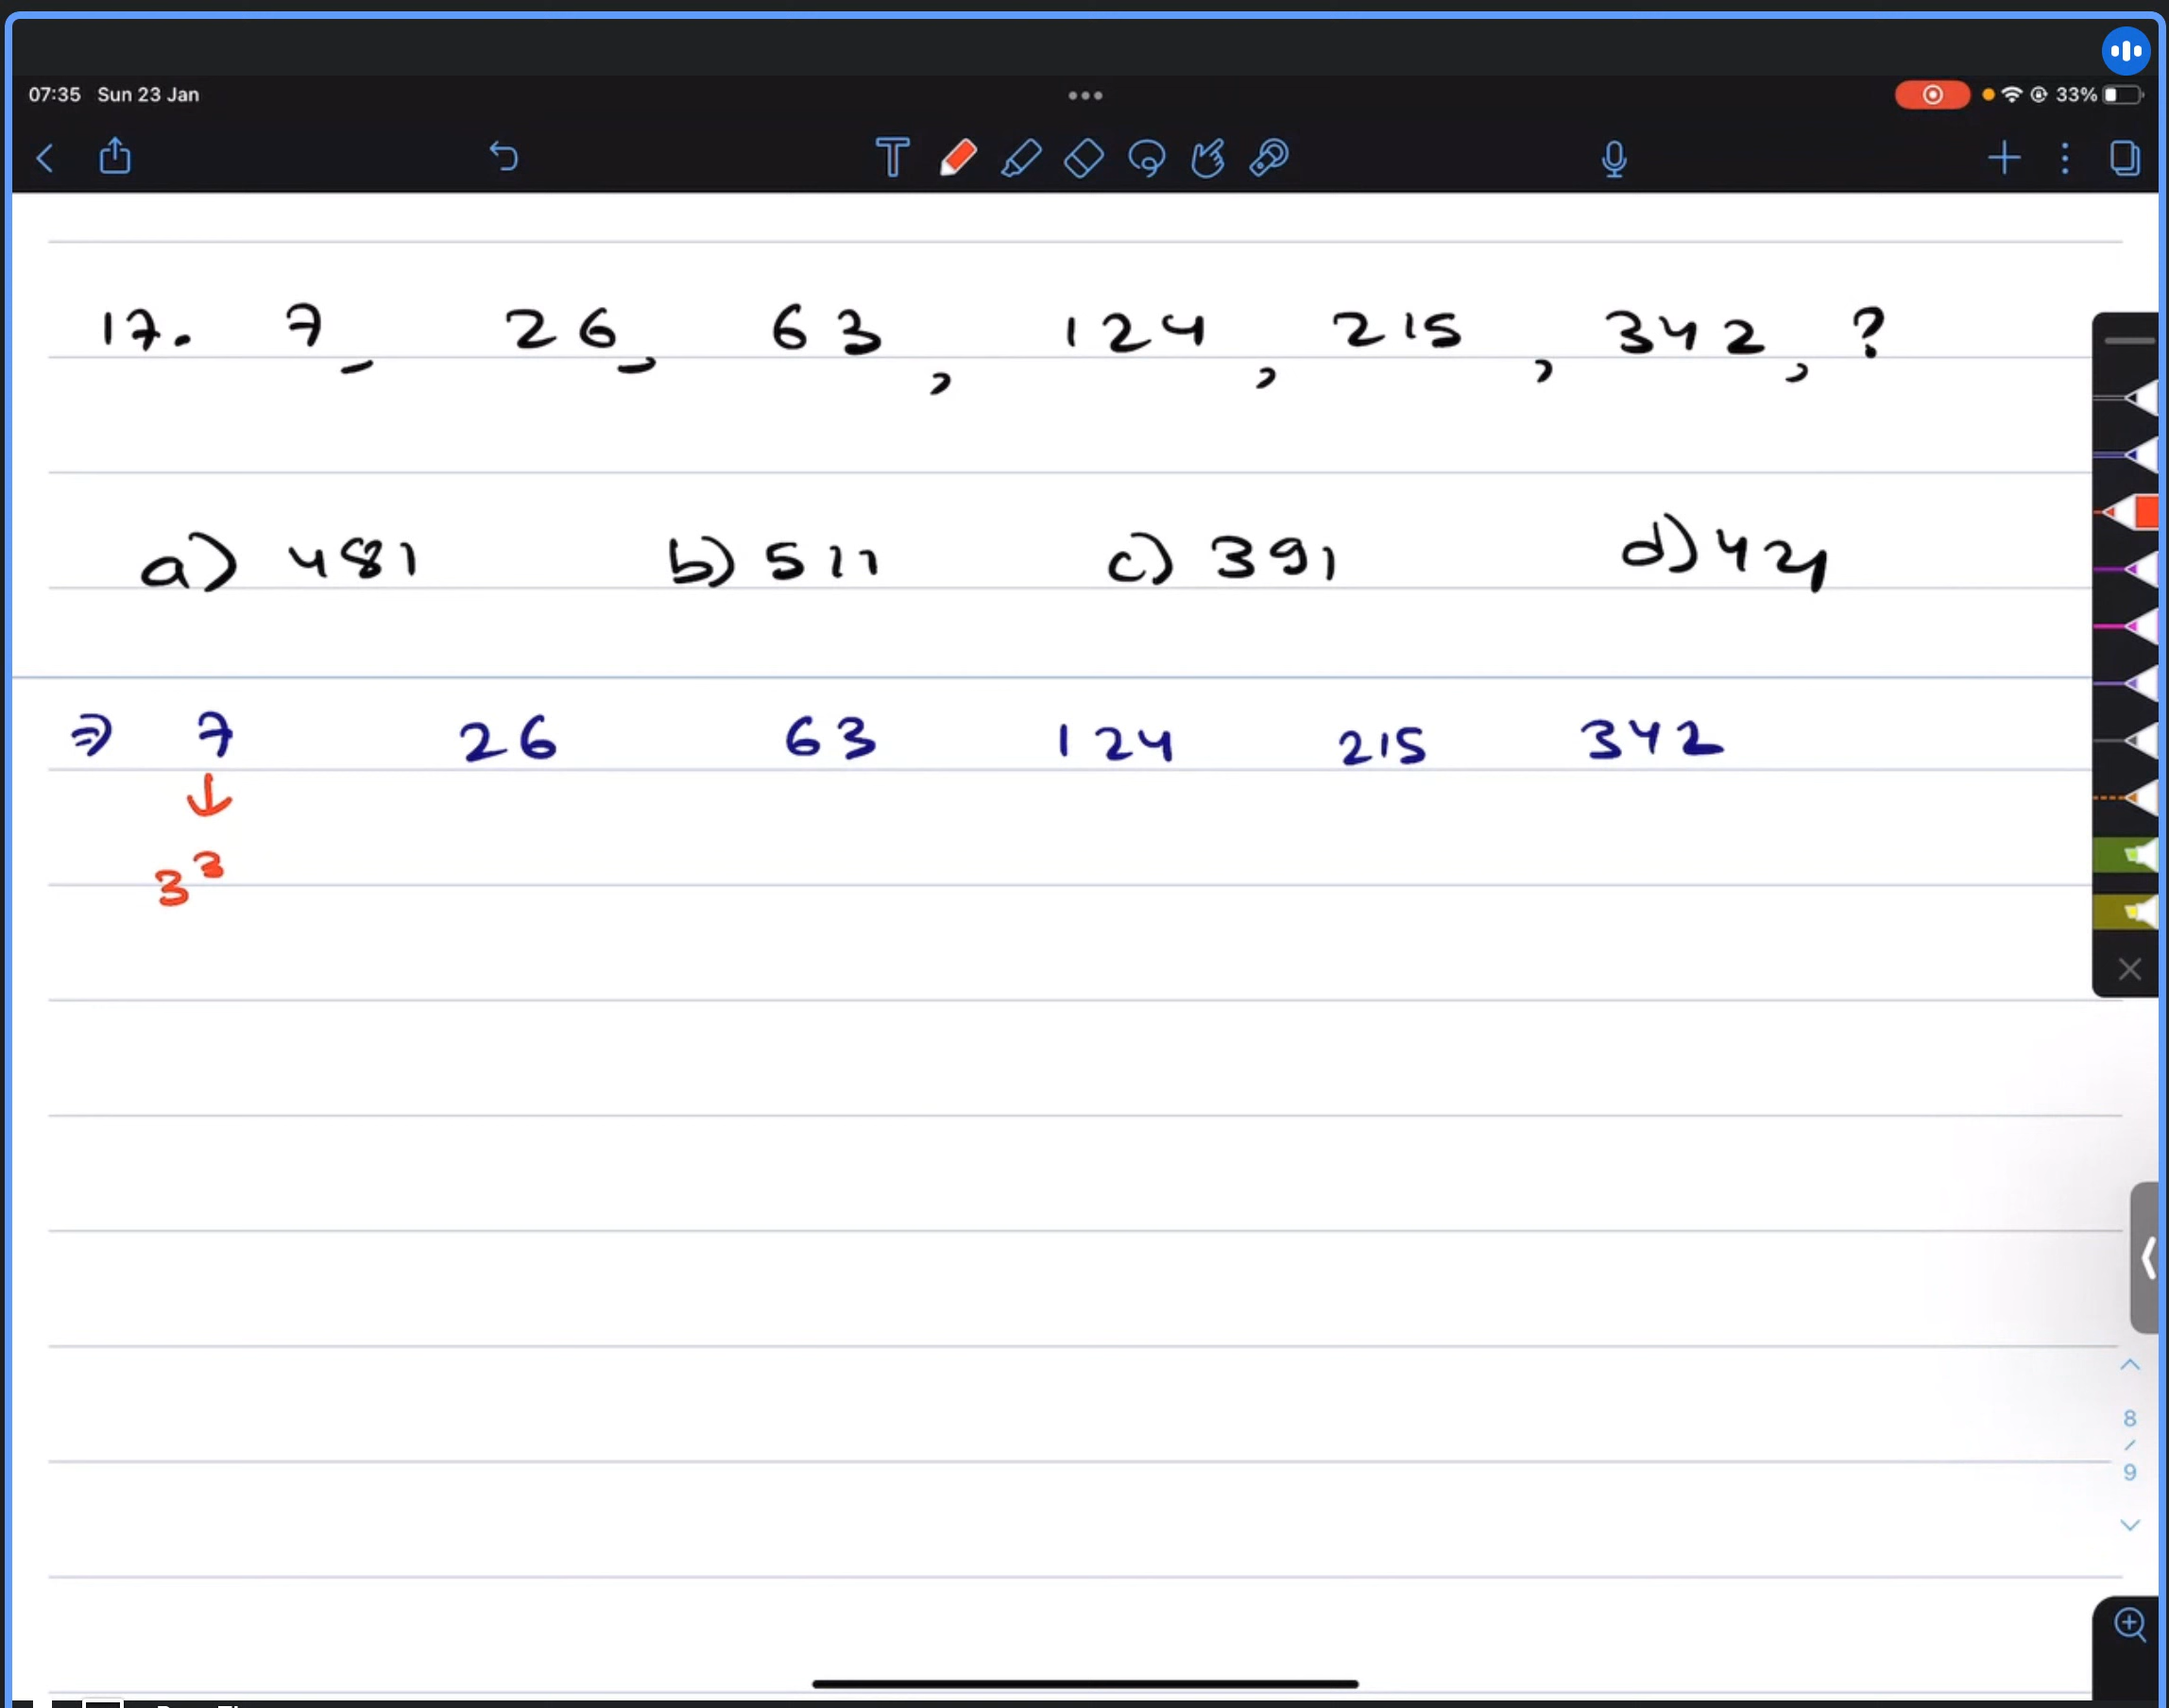 07:35 Sun 23 Jan 33%
17. 7, 26, 63, 124, 215, 342, ?
a) 481 b) 511 c) 391 d) 421
⇒ 7 26 63 124 215 342
↓
3³
8
/
9